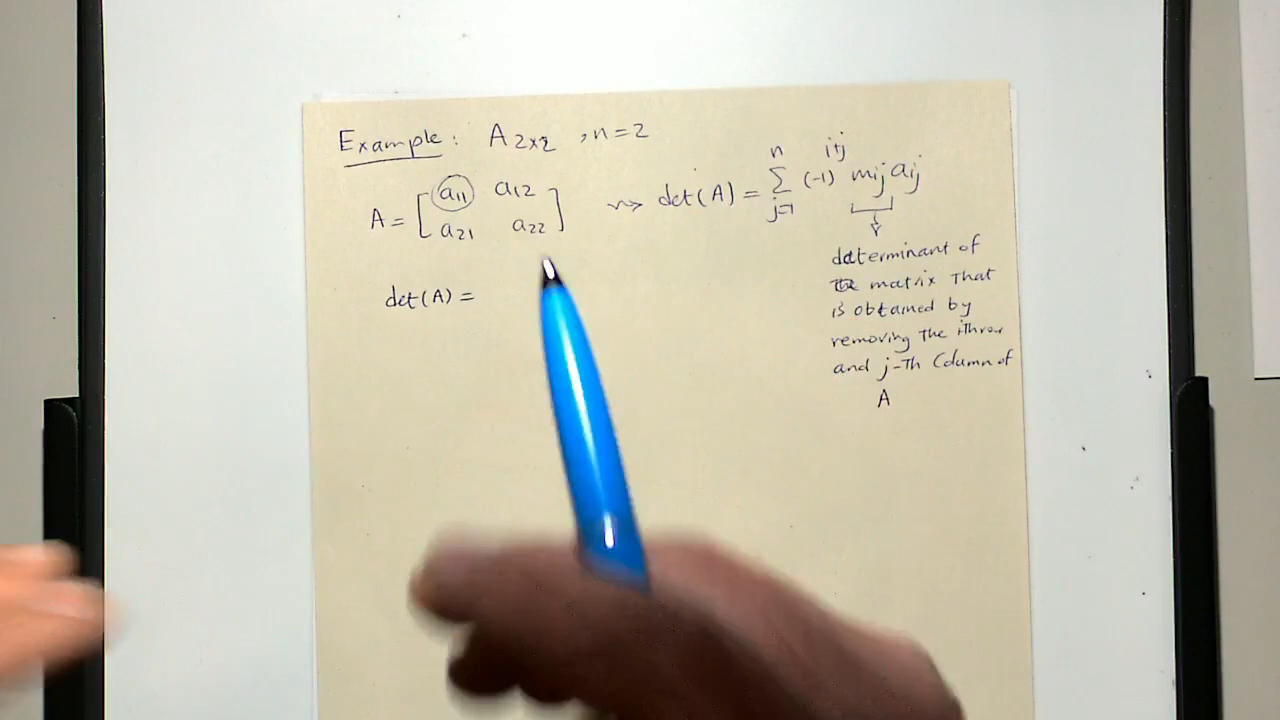 Example: A 2x2 , n=2
A = [ a11 a12
a21 a22 ] ⇝ det(A) = n Σ j=1 (-1) i+j mij aij
determinant of
the matrix That
is obtained by
removing The ith row
and j-Th Column of
A
det(A) =